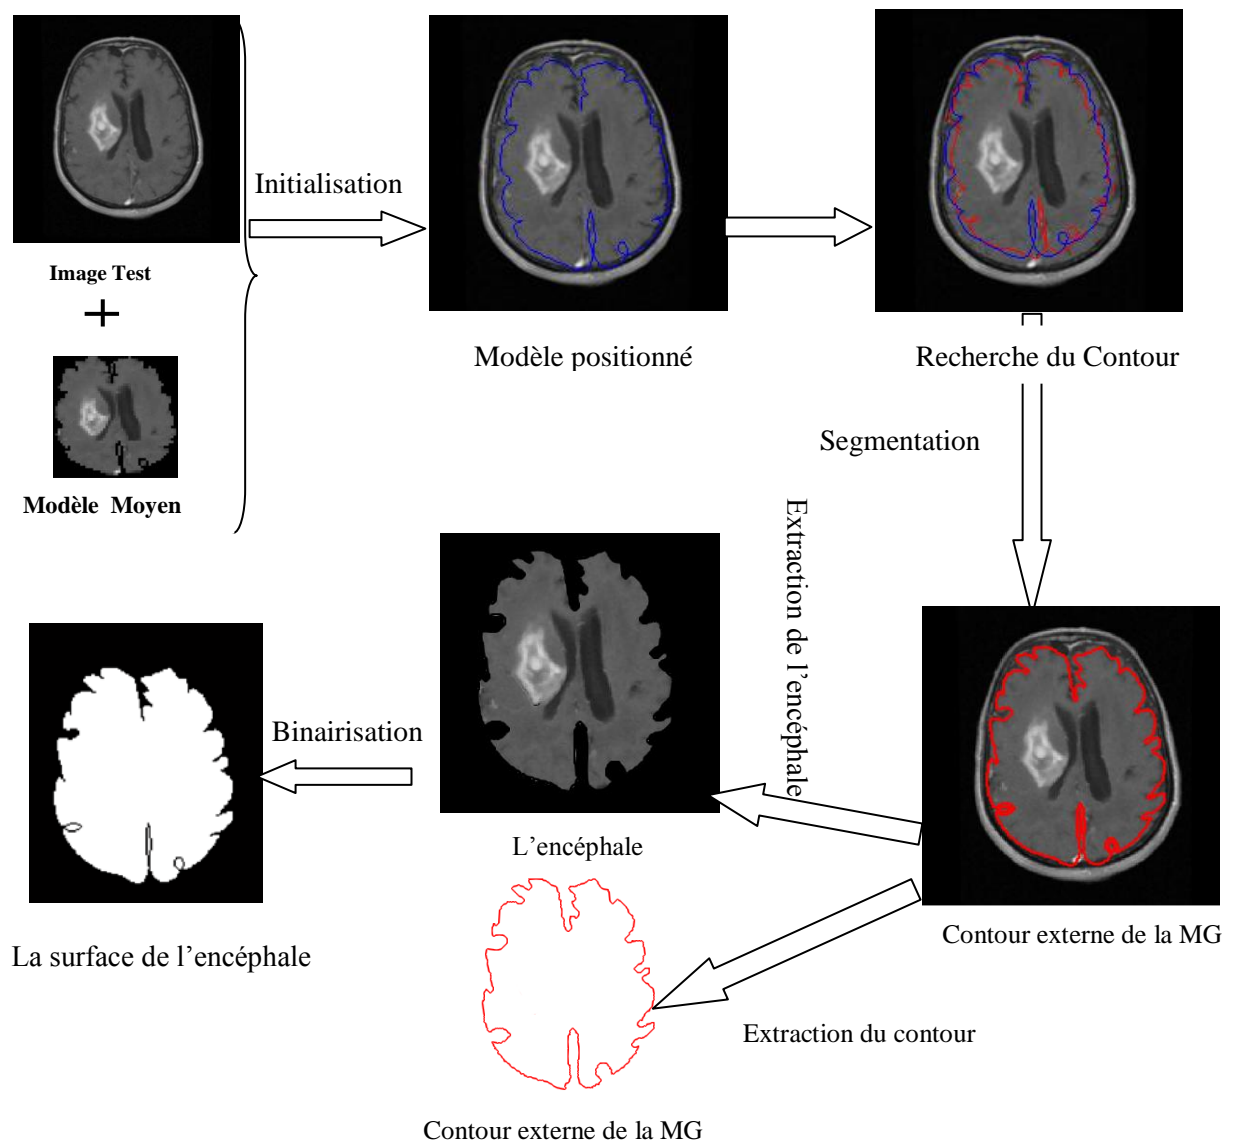 Initialisation
Image Test
+
Modèle Moyen
Modèle positionné
Recherche du Contour
Segmentation
Extraction de l'encéphale
Binairisation
L'encéphale
Contour externe de la MG
La surface de l'encéphale
Extraction du contour
Contour externe de la MG